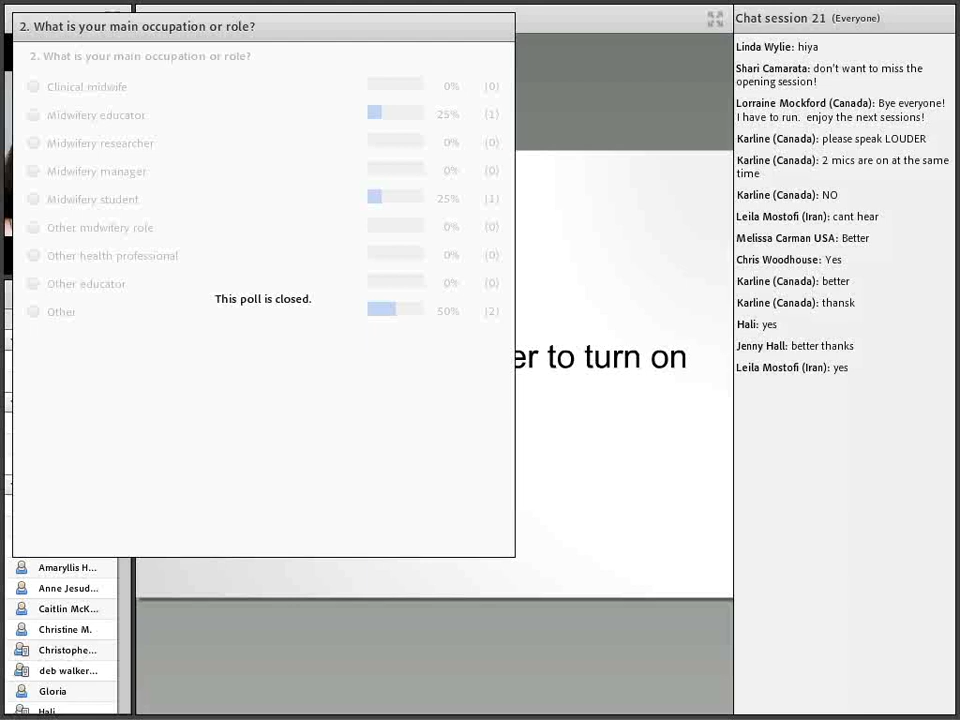 2. What is your main occupation or role?
2. What is your main occupation or role?
Clinical midwife 0% (0)
Midwifery educator 25% (1)
Midwifery researcher 0% (0)
Midwifery manager 0% (0)
Midwifery student 25% (1)
Other midwifery role 0% (0)
Other health professional 0% (0)
Other educator 0% (0)
This poll is closed.
Other 50% (2)
er to turn on
Amaryllis H...
Anne Jesud...
Caitlin McK...
Christine M.
Christophe...
deb walker...
Gloria
Hali
Chat session 21 (Everyone)
Linda Wylie: hiya
Shari Camarata: don't want to miss the
opening session!
Lorraine Mockford (Canada): Bye everyone!
I have to run. enjoy the next sessions!
Karline (Canada): please speak LOUDER
Karline (Canada): 2 mics are on at the same
time
Karline (Canada): NO
Leila Mostofi (Iran): cant hear
Melissa Carman USA: Better
Chris Woodhouse: Yes
Karline (Canada): better
Karline (Canada): thansk
Hali: yes
Jenny Hall: better thanks
Leila Mostofi (Iran): yes